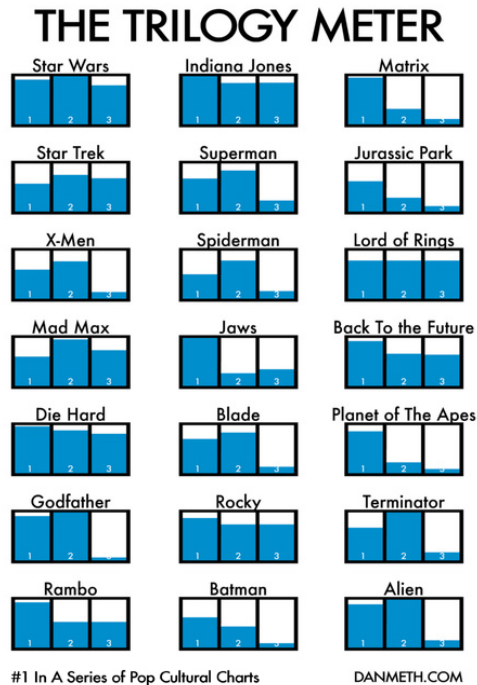 THE TRILOGY METER
Star Wars Indiana Jones Matrix
1 2 3 1 2 3 1 2 3
Star Trek Superman Jurassic Park
1 2 3 1 2 3 1 2 3
X-Men Spiderman Lord of Rings
1 2 3 1 2 3 1 2 3
Mad Max Jaws Back To the Future
1 2 3 1 2 3 1 2 3
Die Hard Blade Planet of The Apes
1 2 3 1 2 3 1 2 3
Godfather Rocky Terminator
1 2 3 1 2 3 1 2 3
Rambo Batman Alien
1 2 3 1 2 3 1 2 3
#1 In A Series of Pop Cultural Charts DANMETH.COM